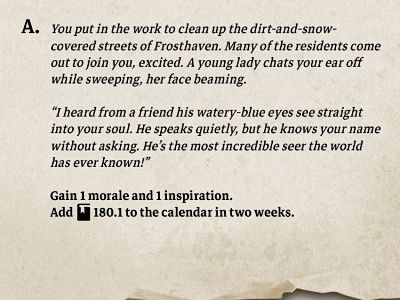 A. You put in the work to clean up the dirt-and-snow-
covered streets of Frosthaven. Many of the residents come
out to join you, excited. A young lady chats your ear off
while sweeping, her face beaming.
“I heard from a friend his watery-blue eyes see straight
into your soul. He speaks quietly, but he knows your name
without asking. He’s the most incredible seer the world
has ever known!”
Gain 1 morale and 1 inspiration.
Add 180.1 to the calendar in two weeks.